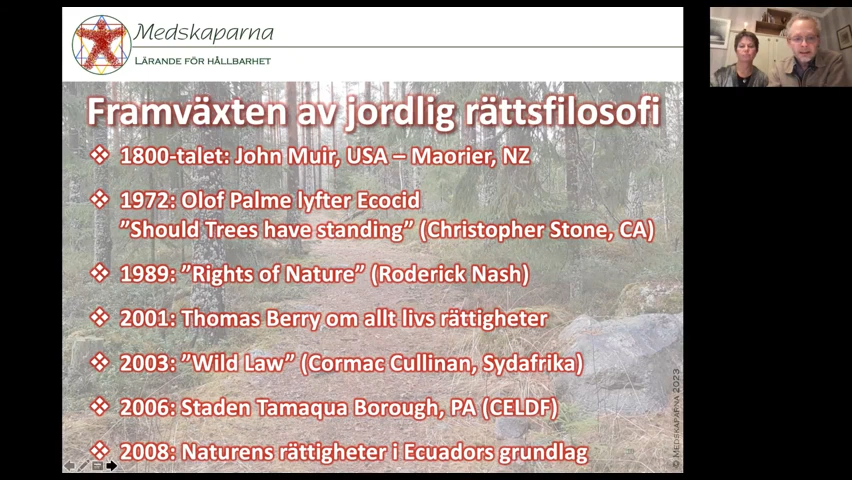 Medskaparna
Lärande för hållbarhet
Framväxten av jordlig rättsfilosofi
1800-talet: John Muir, USA – Maorier, NZ
1972: Olof Palme lyfter Ecocid
”Should Trees have standing” (Christopher Stone, CA)
1989: ”Rights of Nature” (Roderick Nash)
2001: Thomas Berry om allt livs rättigheter
2003: ”Wild Law” (Cormac Cullinan, Sydafrika)
2006: Staden Tamaqua Borough, PA (CELDF)
2008: Naturens rättigheter i Ecuadors grundlag
© Medskaparna 2023